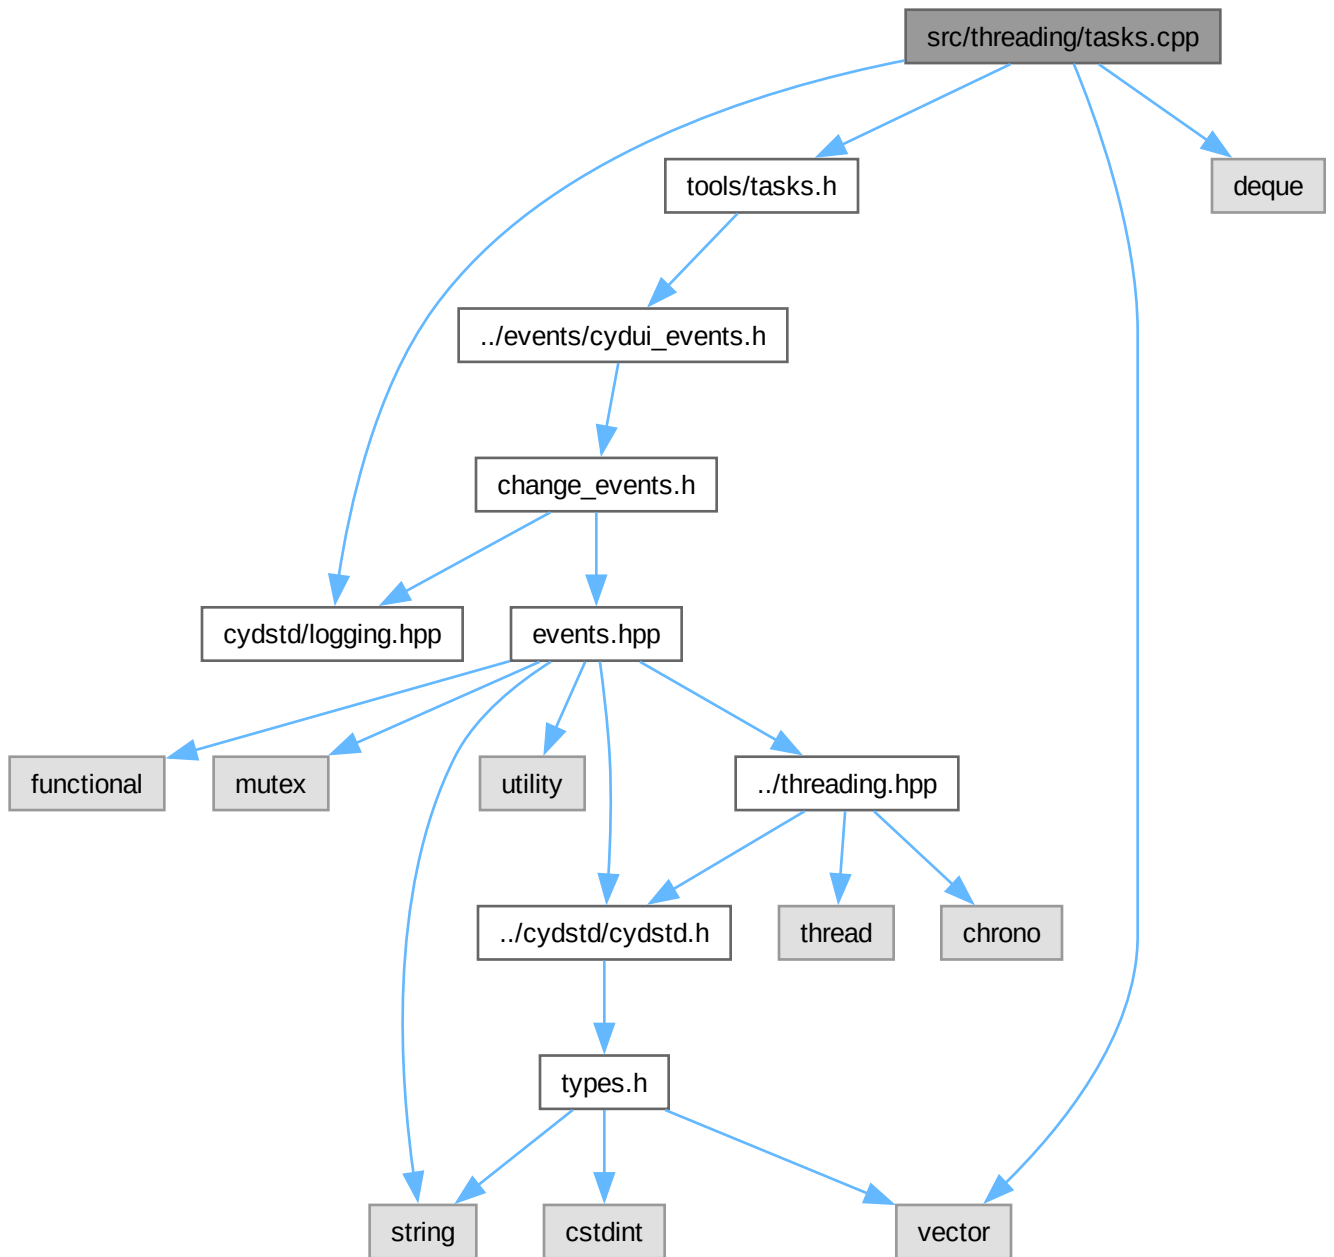 src/threading/tasks.cpp
tools/tasks.h
deque
../events/cydui_events.h
change_events.h
cydstd/logging.hpp
events.hpp
functional
mutex
utility
../threading.hpp
../cydstd/cydstd.h
thread
chrono
types.h
string
cstdint
vector